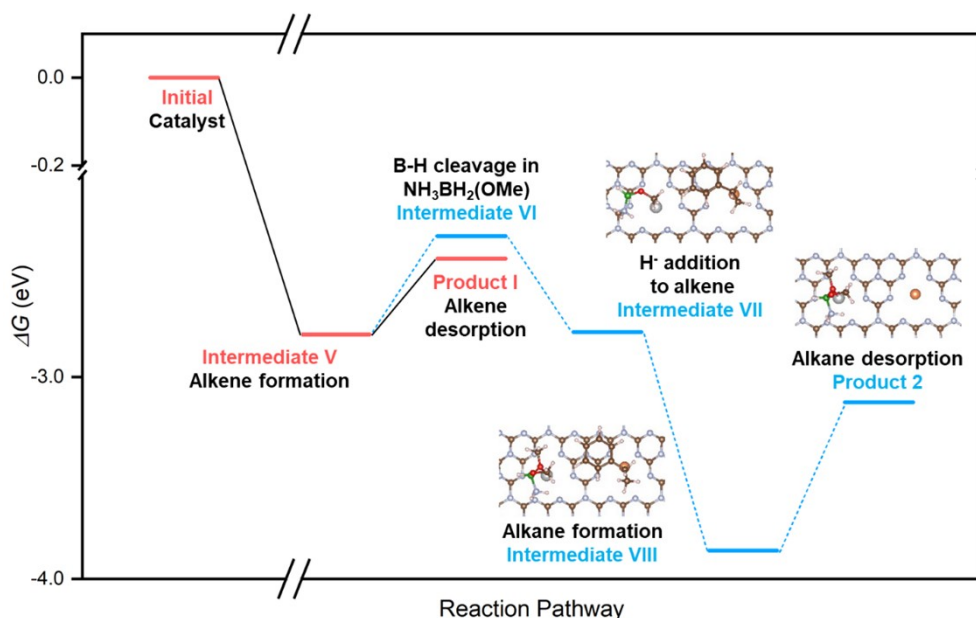 0.0
-0.2
-3.0
-4.0
ΔG (eV)
Initial
Catalyst
Intermediate V
Alkene formation
B-H cleavage in
NH₃BH₂(OMe)
Intermediate VI
Product I
Alkene
desorption
H⁻ addition
to alkene
Intermediate VII
Alkane formation
Intermediate VIII
Alkane desorption
Product 2
Reaction Pathway